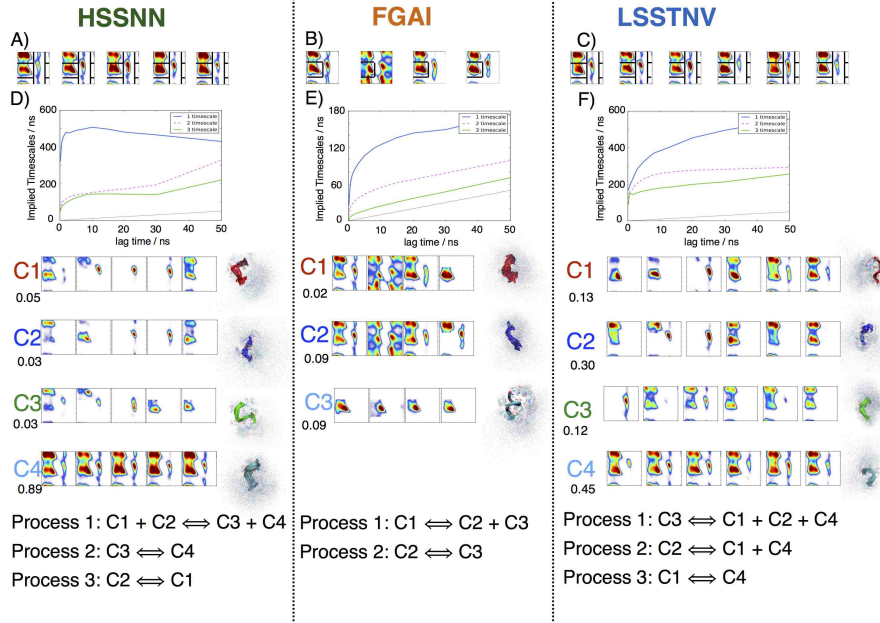 HSSNN
FGAI
LSSTNV
A)
B)
C)
D)
E)
F)
600
400
200
0
Implied Timescales / ns
1 timescale
2 timescale
3 timescale
0 10 20 30 40 50
lag time / ns
180
120
60
0
Implied Timescales / ns
1 timescale
2 timescale
3 timescale
0 10 20 30 40 50
lag time / ns
600
400
200
0
Implied Timescales / ns
1 timescale
2 timescale
3 timescale
0 10 20 30 40 50
lag time / ns
C1
0.05
C2
0.03
C3
0.03
C4
0.89
C1
0.02
C2
0.09
C3
0.09
C1
0.13
C2
0.30
C3
0.12
C4
0.45
Process 1: C1 + C2 ⟺ C3 + C4
Process 2: C3 ⟺ C4
Process 3: C2 ⟺ C1
Process 1: C1 ⟺ C2 + C3
Process 2: C2 ⟺ C3
Process 1: C3 ⟺ C1 + C2 + C4
Process 2: C2 ⟺ C1 + C4
Process 3: C1 ⟺ C4